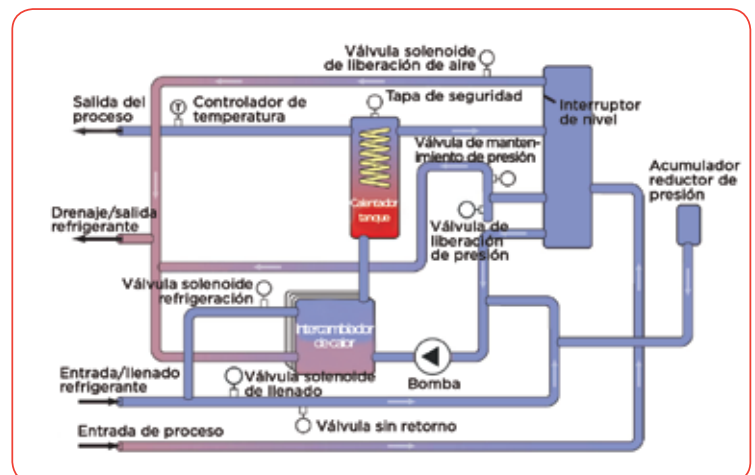 Válvula solenoide
de liberación de aire
Salida del
proceso
Controlador de
temperatura
T
Tapa de seguridad
Interruptor
de nivel
Válvula de manten-
imiento de presión
Acumulador
reductor de
presión
Calentador
tanque
Drenaje/salida
refrigerante
Válvula de
liberación
de presión
Válvula solenoide
refrigeración
Intercambiador
de calor
Entrada/llenado
refrigerante
Válvula solenoide
de llenado
Bomba
Válvula sin retorno
Entrada de proceso